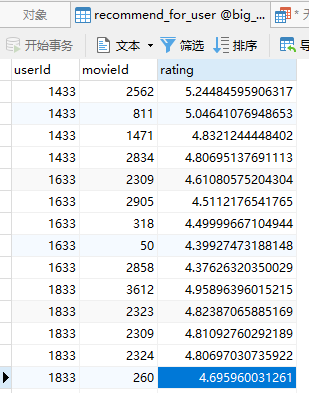 对象 recommend_for_user @big_... * 无
开始事务 文本 筛选 排序 导
userId movieId rating
1433 2562 5.24484595906317
1433 811 5.04641076948653
1433 1471 4.8321244448402
1433 2834 4.80695137691113
1633 2309 4.61080575204304
1633 2905 4.5112176541765
1633 318 4.49999667104944
1633 50 4.39927473188148
1633 2858 4.37626320350029
1833 3612 4.95896396015215
1833 2323 4.82387065885169
1833 2309 4.81092760292189
1833 2324 4.80697030735922
1833 260 4.695960031261